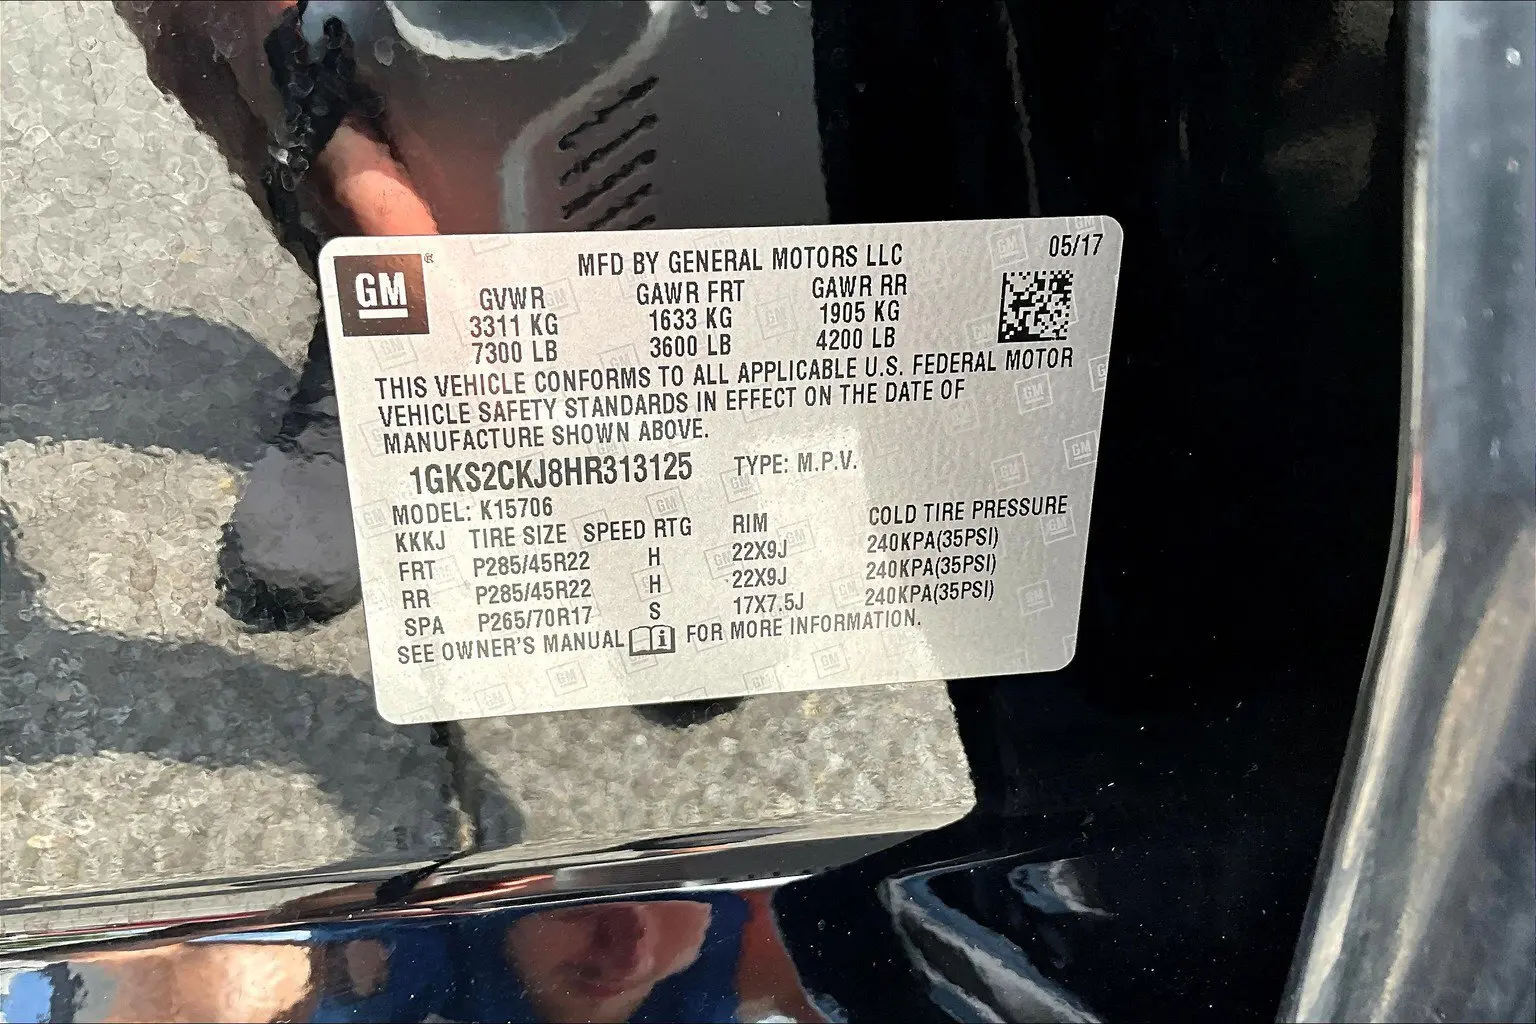 GM®
MFD BY GENERAL MOTORS LLC 05/17
GVWR GAWR FRT GAWR RR
3311 KG 1633 KG 1905 KG
7300 LB 3600 LB 4200 LB
THIS VEHICLE CONFORMS TO ALL APPLICABLE U.S. FEDERAL MOTOR
VEHICLE SAFETY STANDARDS IN EFFECT ON THE DATE OF
MANUFACTURE SHOWN ABOVE.
1GKS2CKJ8HR313125 TYPE: M.P.V.
MODEL: K15706
KKKJ TIRE SIZE SPEED RTG RIM COLD TIRE PRESSURE
FRT P285/45R22 H 22X9J 240KPA(35PSI)
RR P285/45R22 H 22X9J 240KPA(35PSI)
SPA P265/70R17 S 17X7.5J 240KPA(35PSI)
SEE OWNER'S MANUAL FOR MORE INFORMATION.